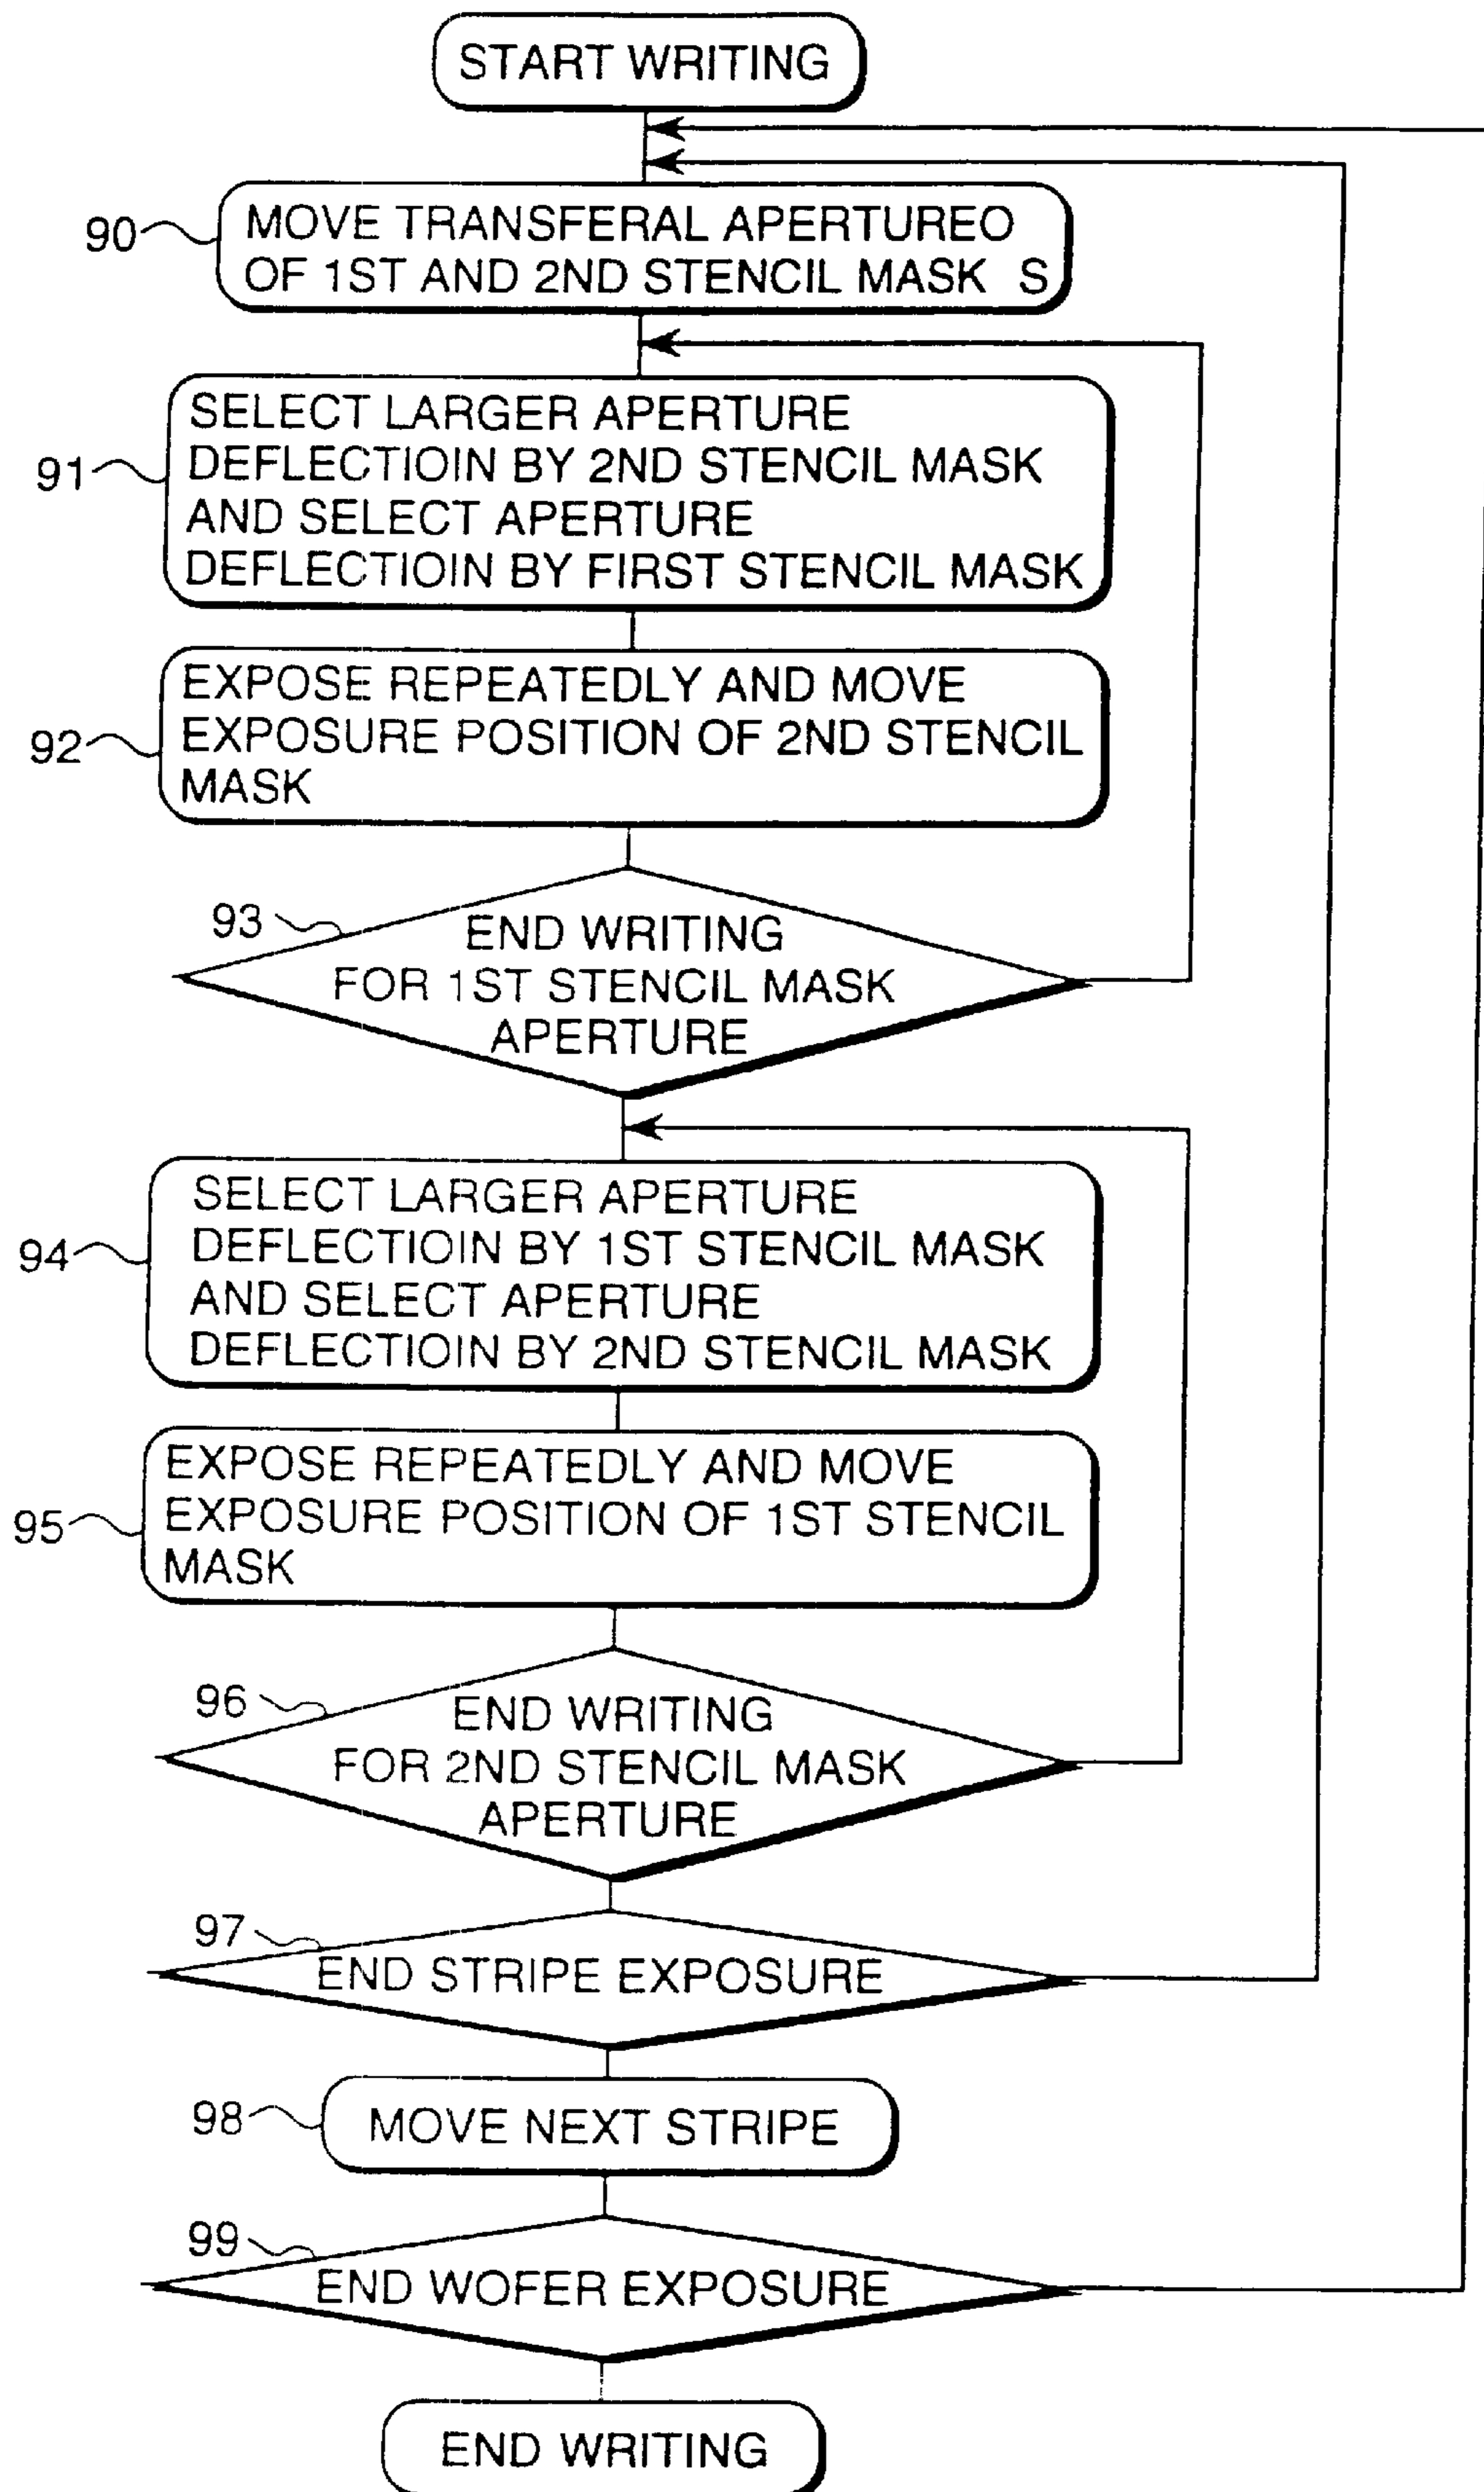 START WRITING
90
MOVE TRANSFERAL APERTUREO
OF 1ST AND 2ND STENCIL MASK S
91
SELECT LARGER APERTURE
DEFLECTIOIN BY 2ND STENCIL MASK
AND SELECT APERTURE
DEFLECTIOIN BY FIRST STENCIL MASK
92
EXPOSE REPEATEDLY AND MOVE
EXPOSURE POSITION OF 2ND STENCIL
MASK
93
END WRITING
FOR 1ST STENCIL MASK
APERTURE
94
SELECT LARGER APERTURE
DEFLECTIOIN BY 1ST STENCIL MASK
AND SELECT APERTURE
DEFLECTIOIN BY 2ND STENCIL MASK
95
EXPOSE REPEATEDLY AND MOVE
EXPOSURE POSITION OF 1ST STENCIL
MASK
96
END WRITING
FOR 2ND STENCIL MASK
APERTURE
97
END STRIPE EXPOSURE
98
MOVE NEXT STRIPE
99
END WOFER EXPOSURE
END WRITING